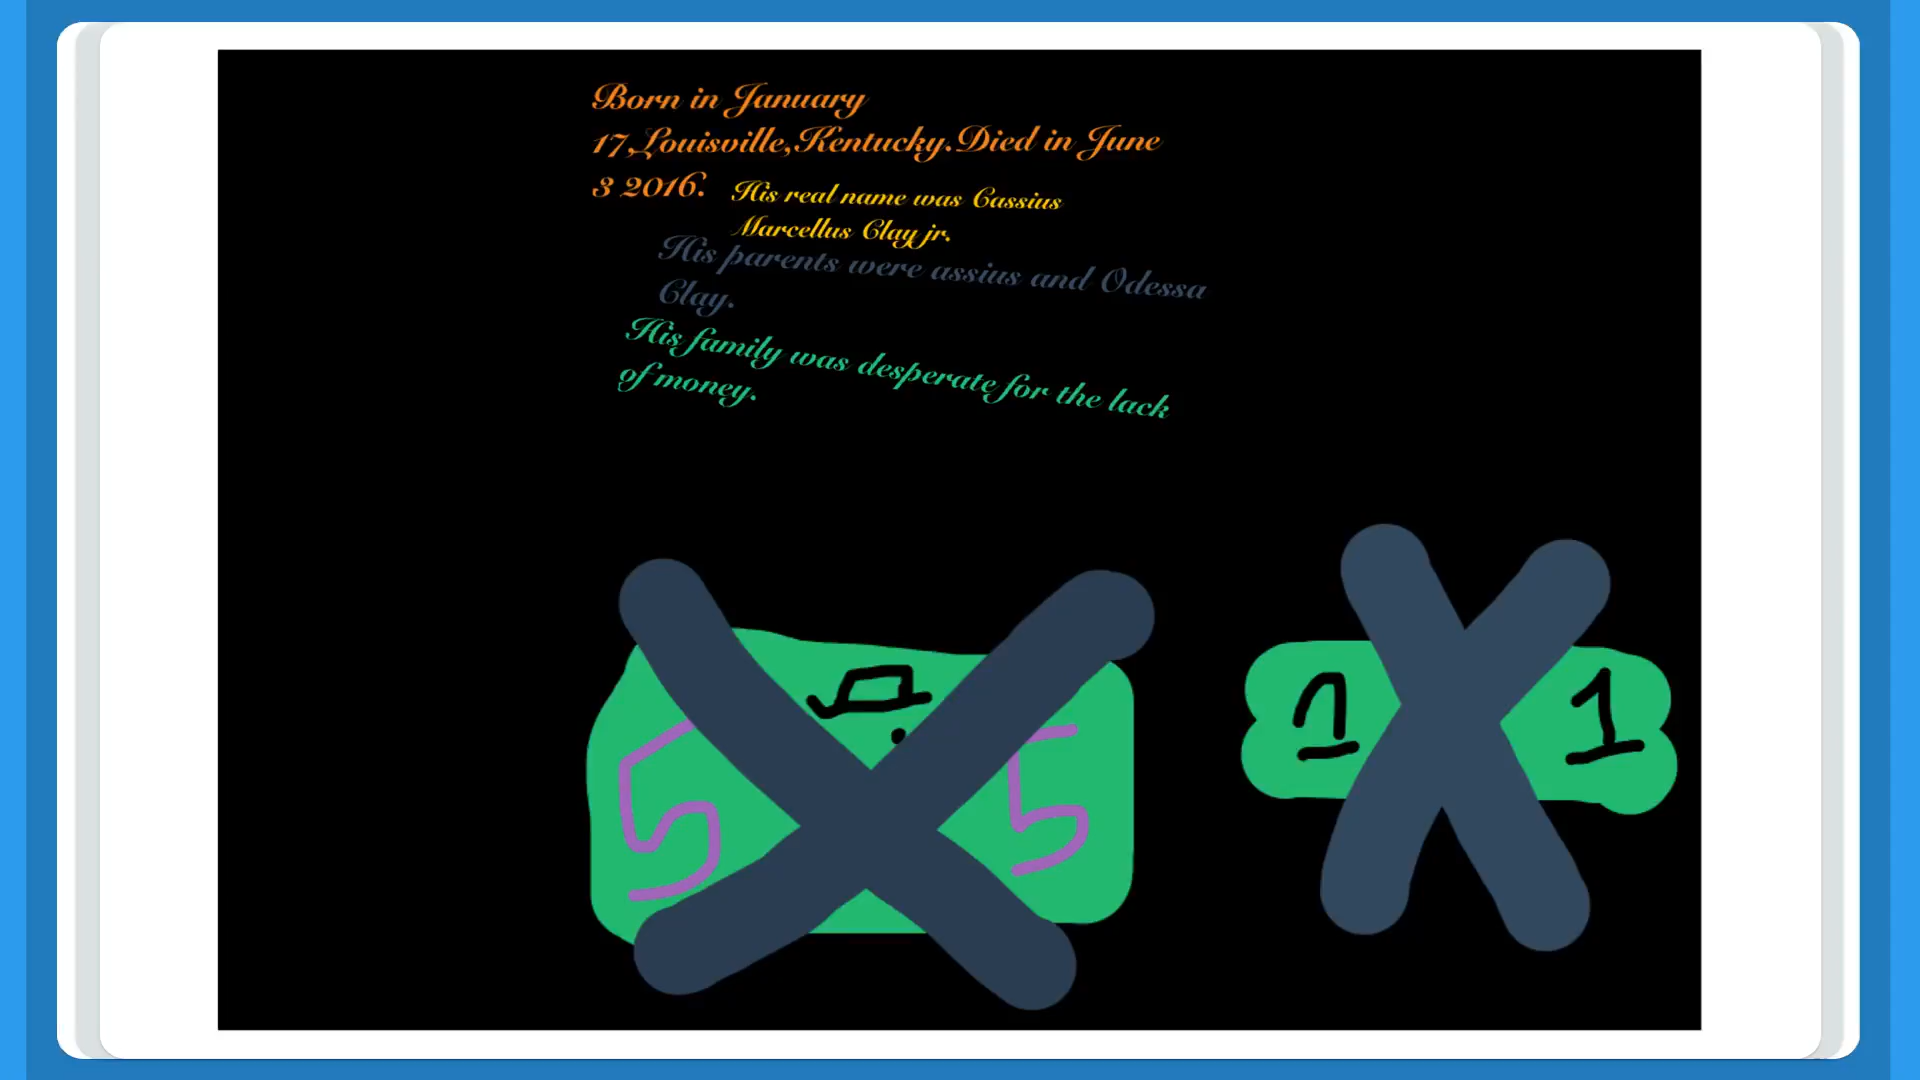 Born in January
17,Louisville,Kentucky.Died in June
3 2016.
His real name was Cassius
Marcellus Clay jr.
His parents were assius and Odessa
Clay.
His family was desperate for the lack
of money.
5 5
1 1